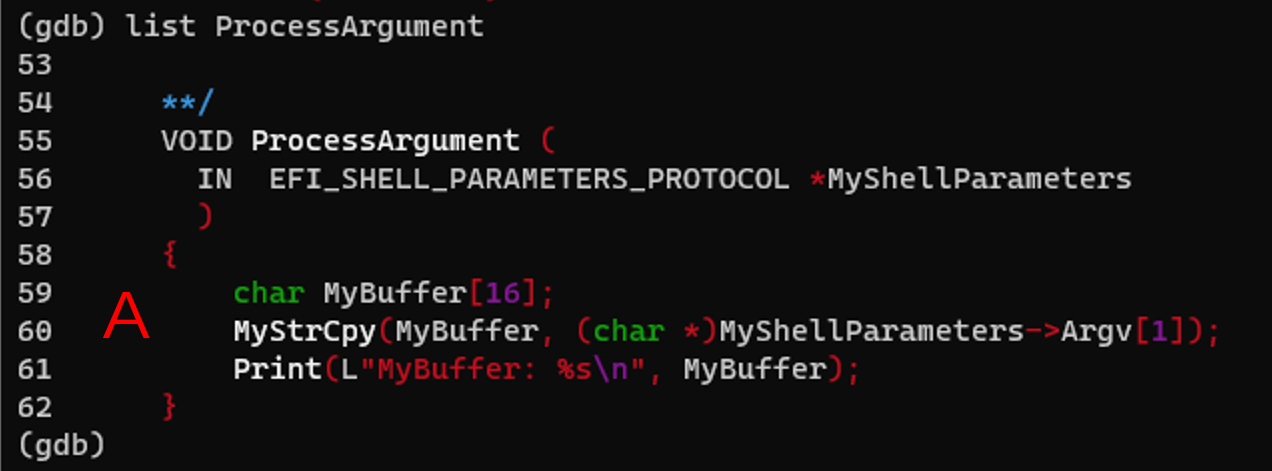 (gdb) list ProcessArgument
53
54 **/
55 VOID ProcessArgument (
56 IN EFI_SHELL_PARAMETERS_PROTOCOL *MyShellParameters
57 )
58 {
59 char MyBuffer[16];
A
60 MyStrCpy(MyBuffer, (char *)MyShellParameters->Argv[1]);
61 Print(L"MyBuffer: %s\n", MyBuffer);
62 }
(gdb)